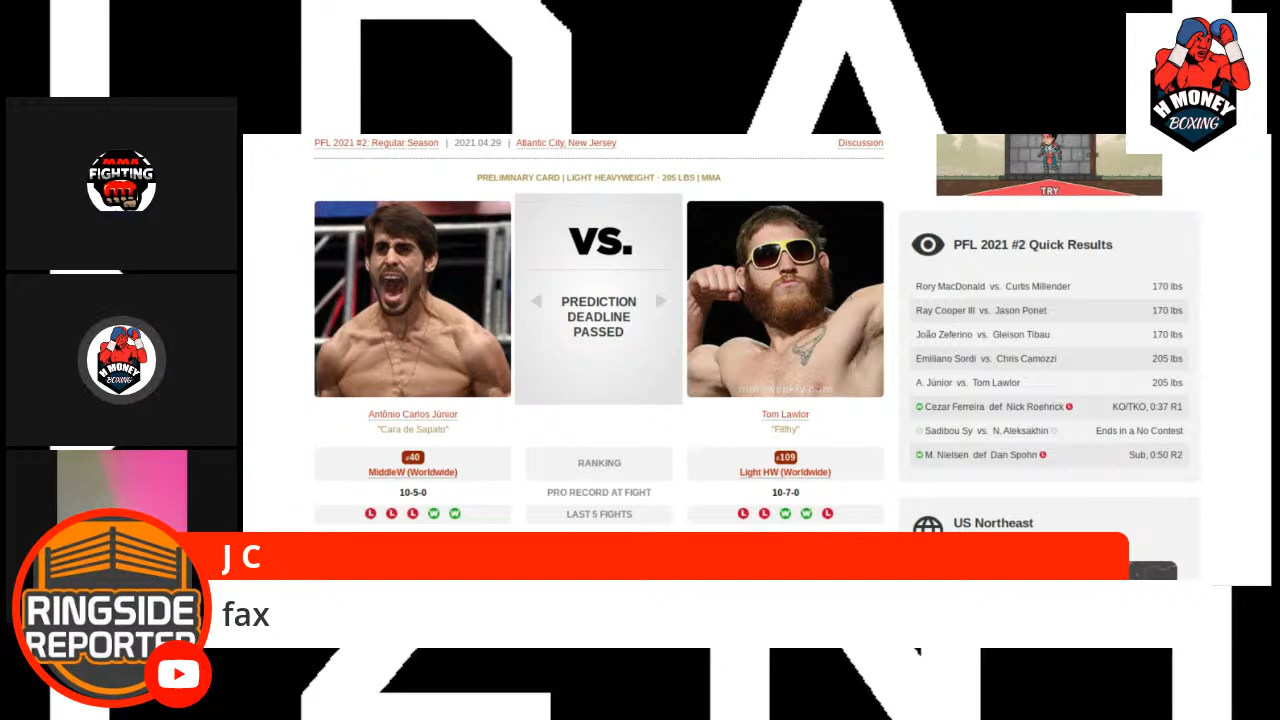 H MONEY
BOXING
MMA
FIGHTING
H MONEY
BOXING
PFL 2021 #2: Regular Season | 2021.04.29 | Atlantic City, New Jersey
Discussion
PRELIMINARY CARD | LIGHT HEAVYWEIGHT · 205 LBS | MMA
VS.
PREDICTION
DEADLINE
PASSED
mmaweekly.com
Antônio Carlos Júnior
Tom Lawlor
"Cara de Sapato"
"Filthy"
#40
RANKING
#109
MiddleW (Worldwide)
Light HW (Worldwide)
10-5-0
PRO RECORD AT FIGHT
10-7-0
L L L W W
LAST 5 FIGHTS
L L W W L
TRY
PFL 2021 #2 Quick Results
Rory MacDonald vs. Curtis Millender 170 lbs
Ray Cooper III vs. Jason Ponet 170 lbs
João Zeferino vs. Gleison Tibau 170 lbs
Emiliano Sordi vs. Chris Camozzi 205 lbs
A. Júnior vs. Tom Lawlor 205 lbs
W Cezar Ferreira def Nick Roehrick L KO/TKO, 0:37 R1
Sadibou Sy vs. N. Aleksakhin Ends in a No Contest
W M. Nielsen def Dan Spohn L Sub, 0:50 R2
US Northeast
J C
fax
RINGSIDE
REPORTER